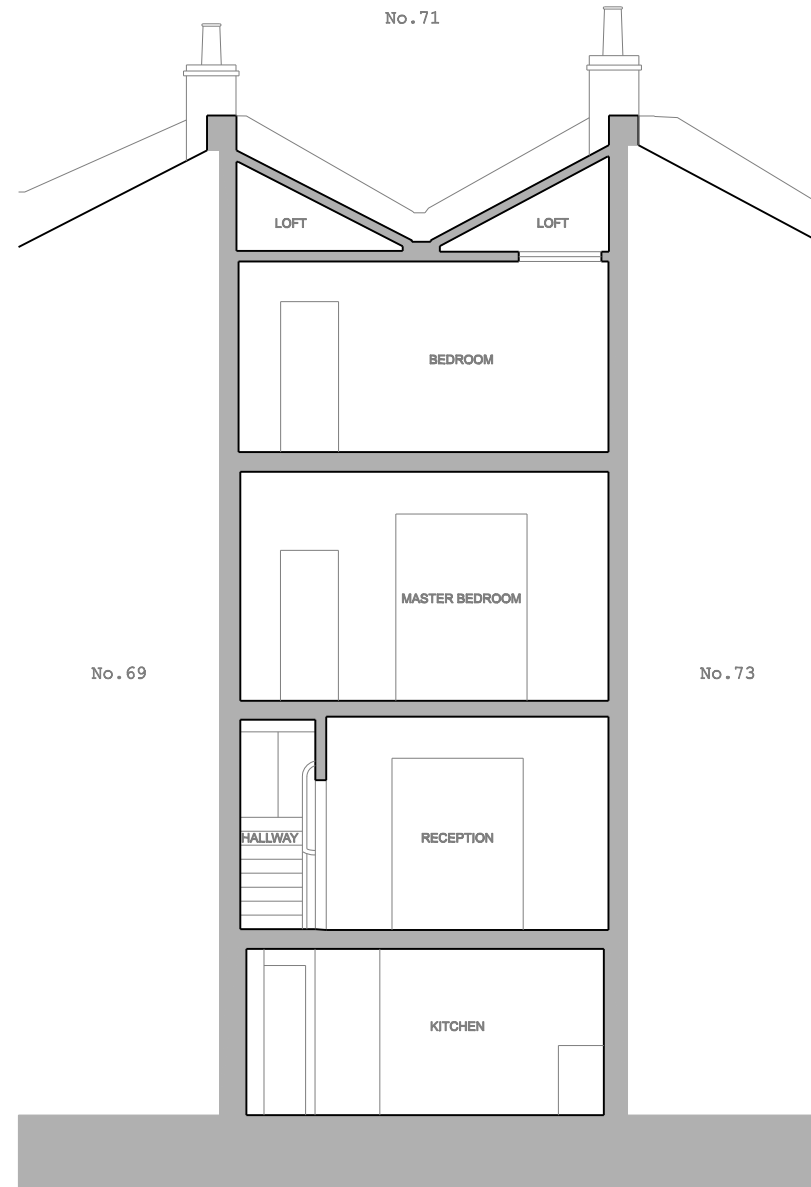 No.71
LOFT
LOFT
BEDROOM
MASTER BEDROOM
No.69
No.73
HALLWAY
RECEPTION
KITCHEN